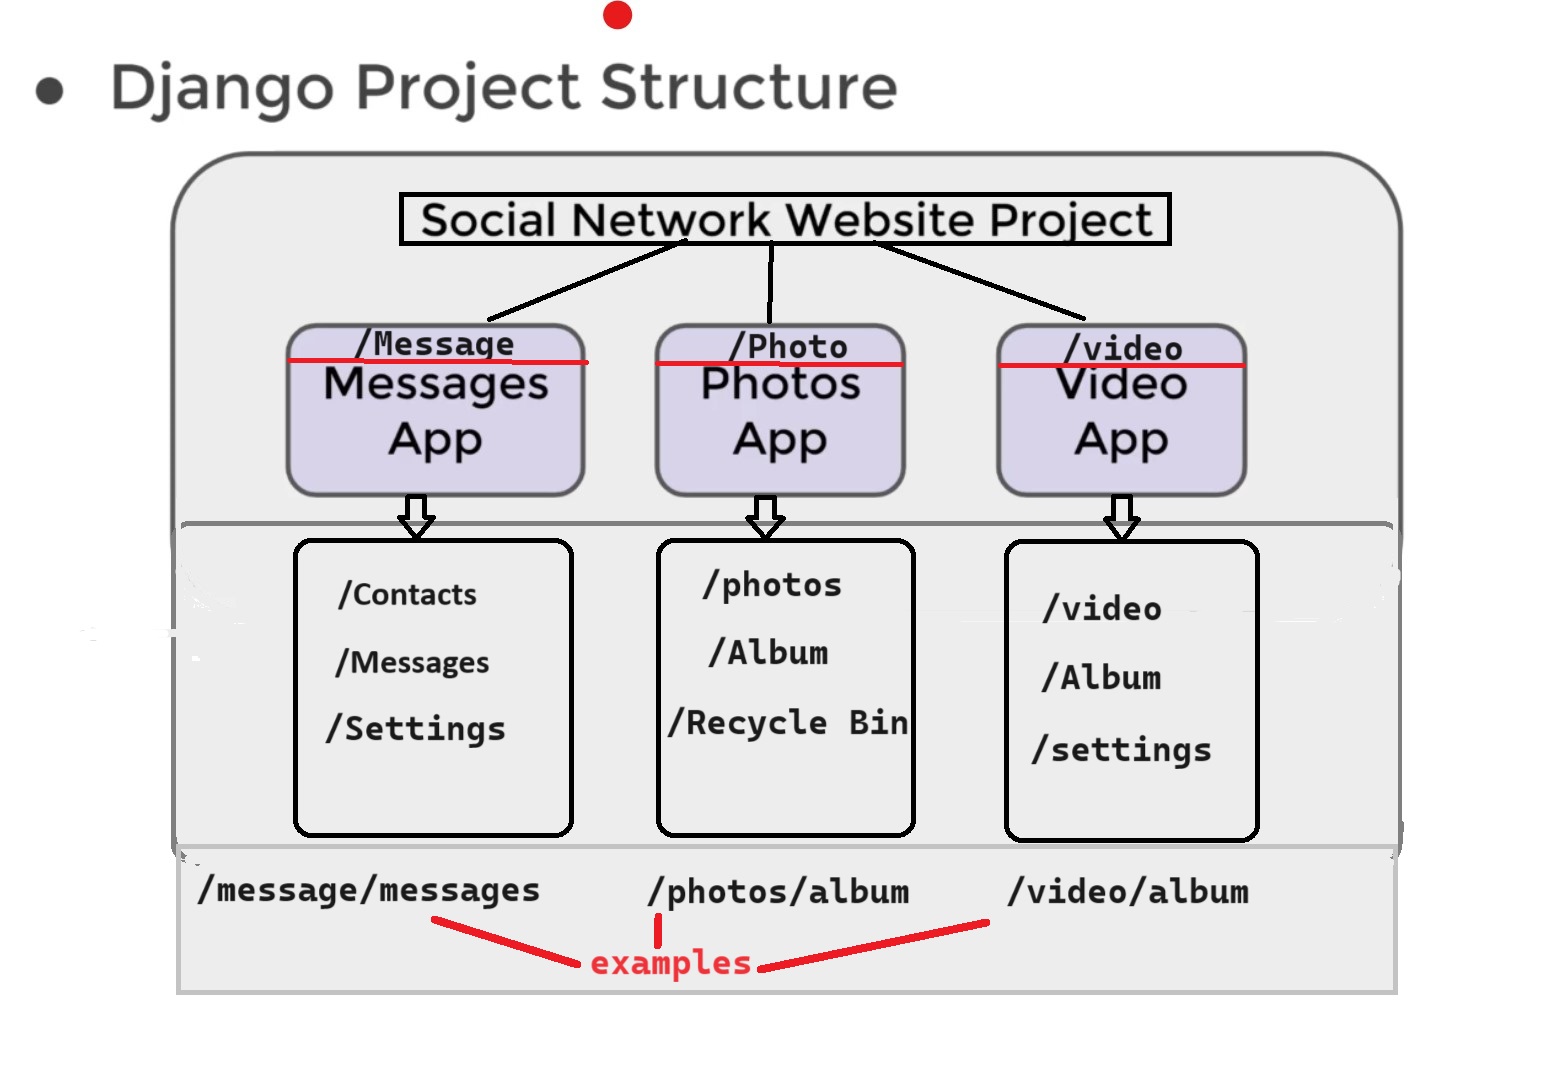 Django Project Structure
Social Network Website Project
/Message
Messages
App
/Photo
Photos
App
/video
Video
App
/Contacts
/Messages
/Settings
/photos
/Album
/Recycle Bin
/video
/Album
/settings
/message/messages
/photos/album
/video/album
examples